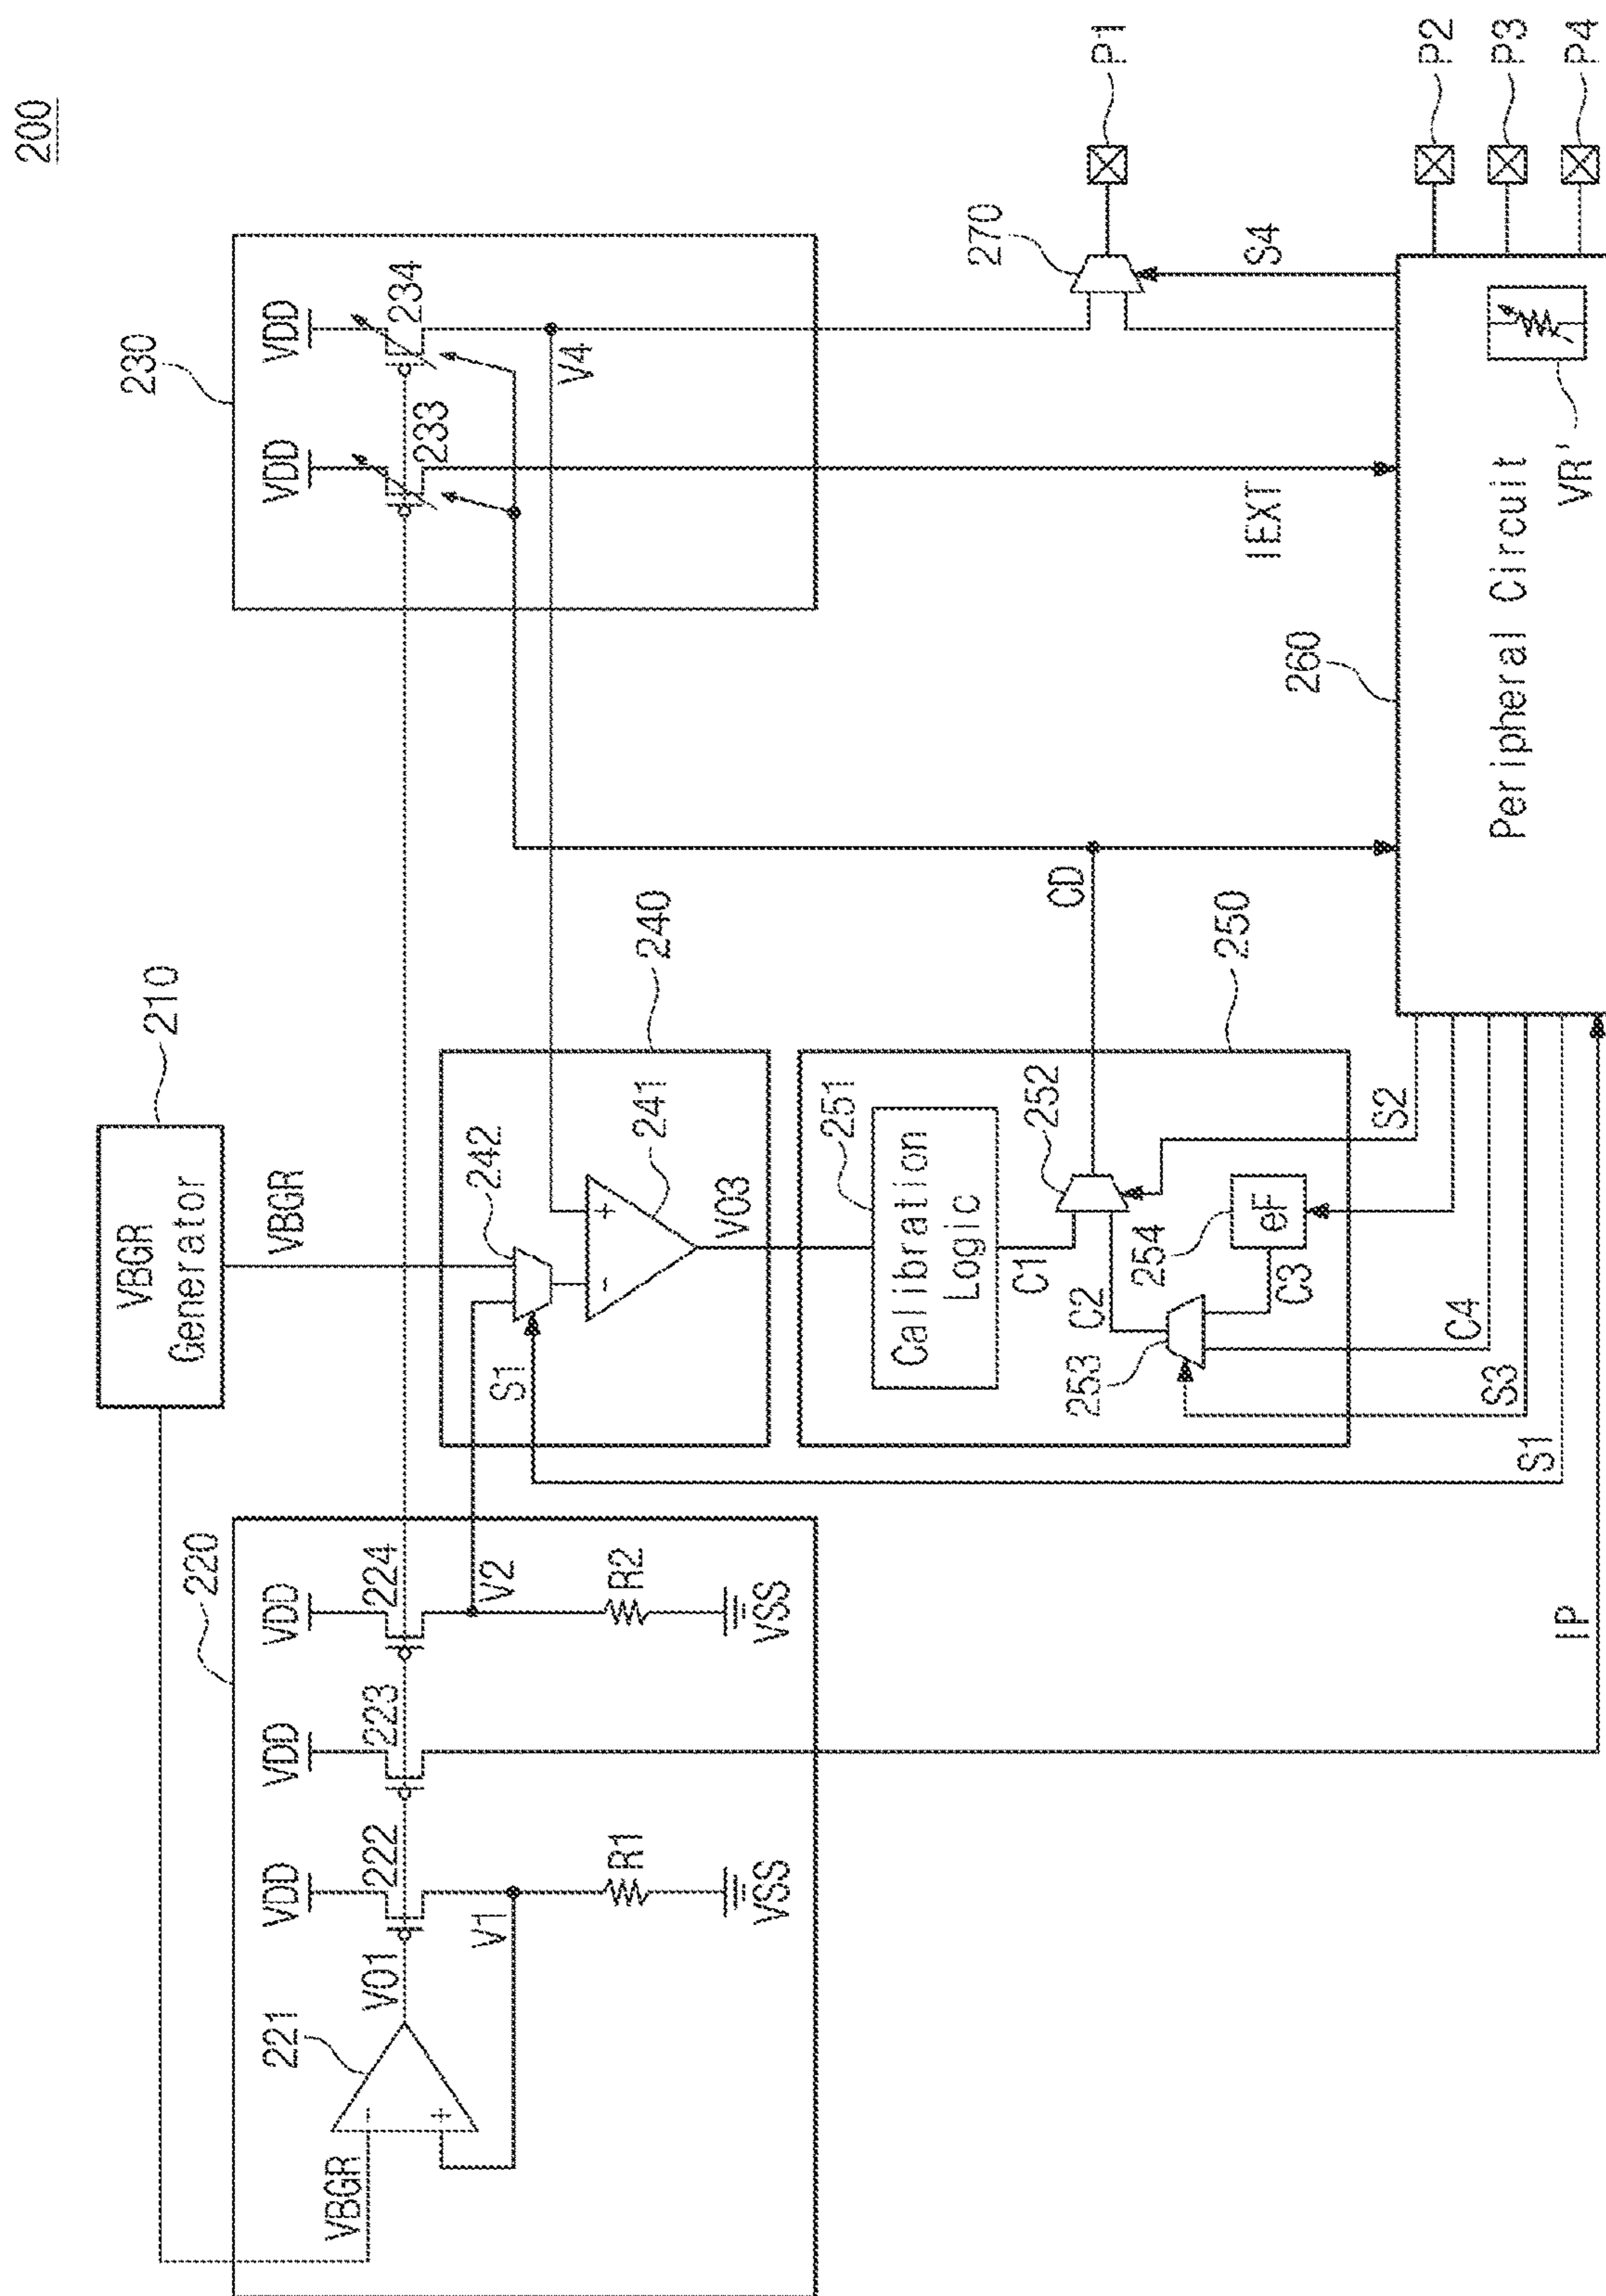 200
210
VBGR
Generator
VBGR
220
221
VBGR
-
+
VO1
VDD
222
V1
R1
VSS
VDD
223
VDD
224
V2
R2
VSS
IP
230
VDD
233
VDD
234
V4
IEXT
240
242
S1
-
+
241
VO3
250
251
Calibration
Logic
C1
252
CD
C2
253
254
eF
C3
C4
S2
S3
S1
260
Peripheral Circuit
VR'
270
S4
P1
P2
P3
P4